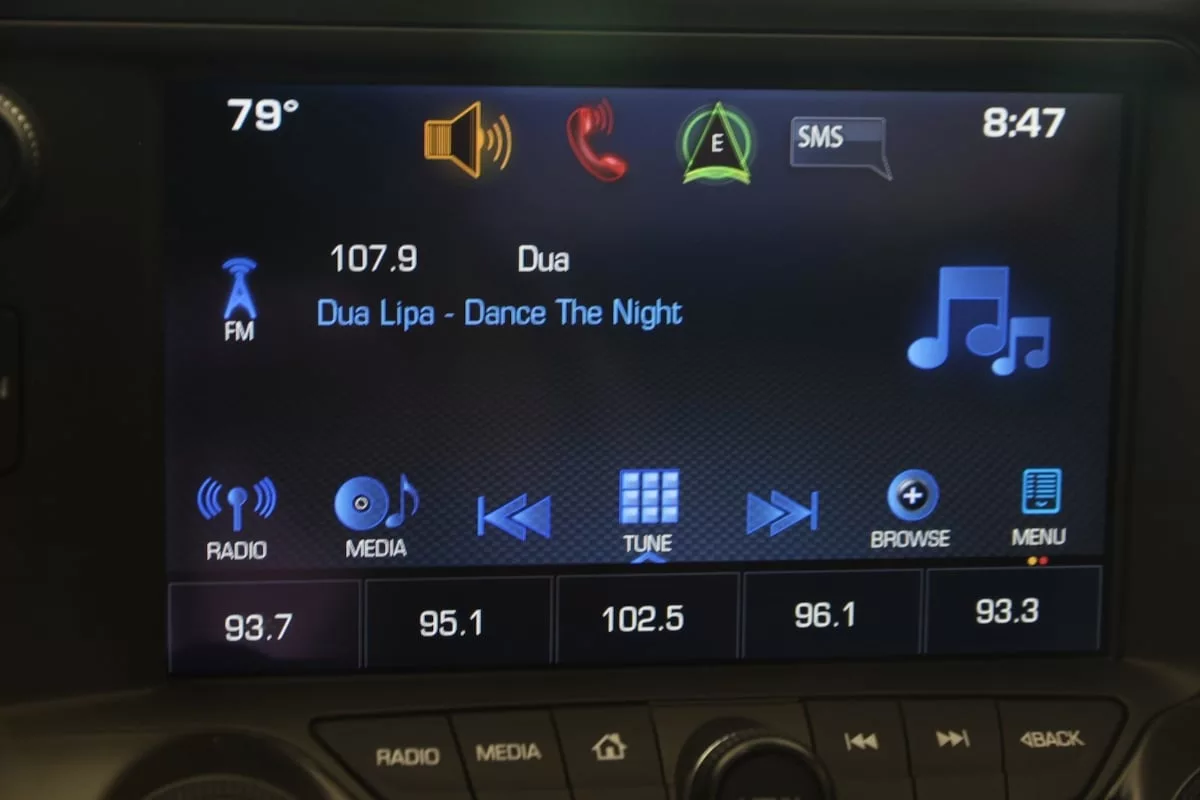 79° 8:47
E
SMS
107.9 Dua
Dua Lipa - Dance The Night
FM
RADIO MEDIA TUNE BROWSE MENU
93.7 95.1 102.5 96.1 93.3
RADIO MEDIA BACK